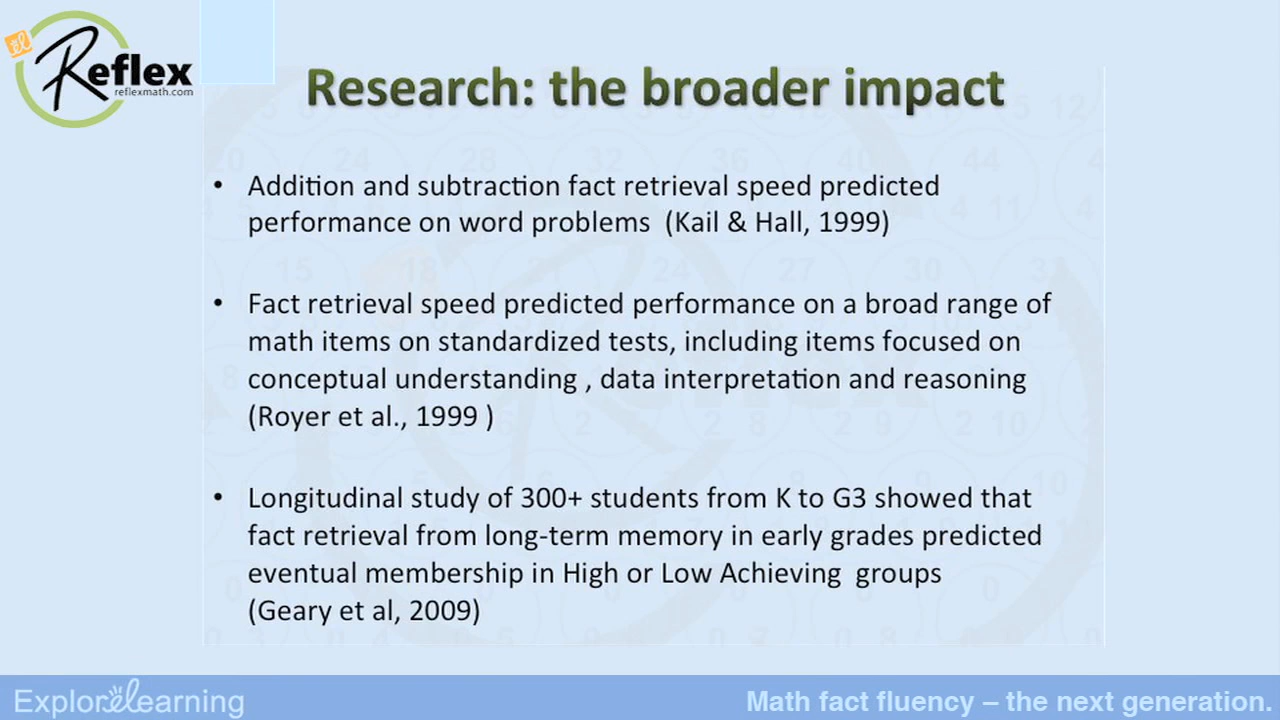 el
Reflex
reflexmath.com
Research: the broader impact
• Addition and subtraction fact retrieval speed predicted
performance on word problems (Kail & Hall, 1999)
• Fact retrieval speed predicted performance on a broad range of
math items on standardized tests, including items focused on
conceptual understanding , data interpretation and reasoning
(Royer et al., 1999 )
• Longitudinal study of 300+ students from K to G3 showed that
fact retrieval from long-term memory in early grades predicted
eventual membership in High or Low Achieving groups
(Geary et al, 2009)
Explorelearning
Math fact fluency – the next generation.